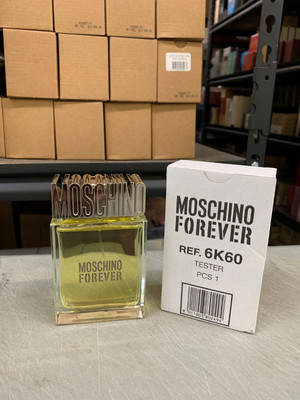 MOSCHINO
MOSCHINO
FOREVER
MOSCHINO
FOREVER
REF. 6K60
TESTER
PCS 1